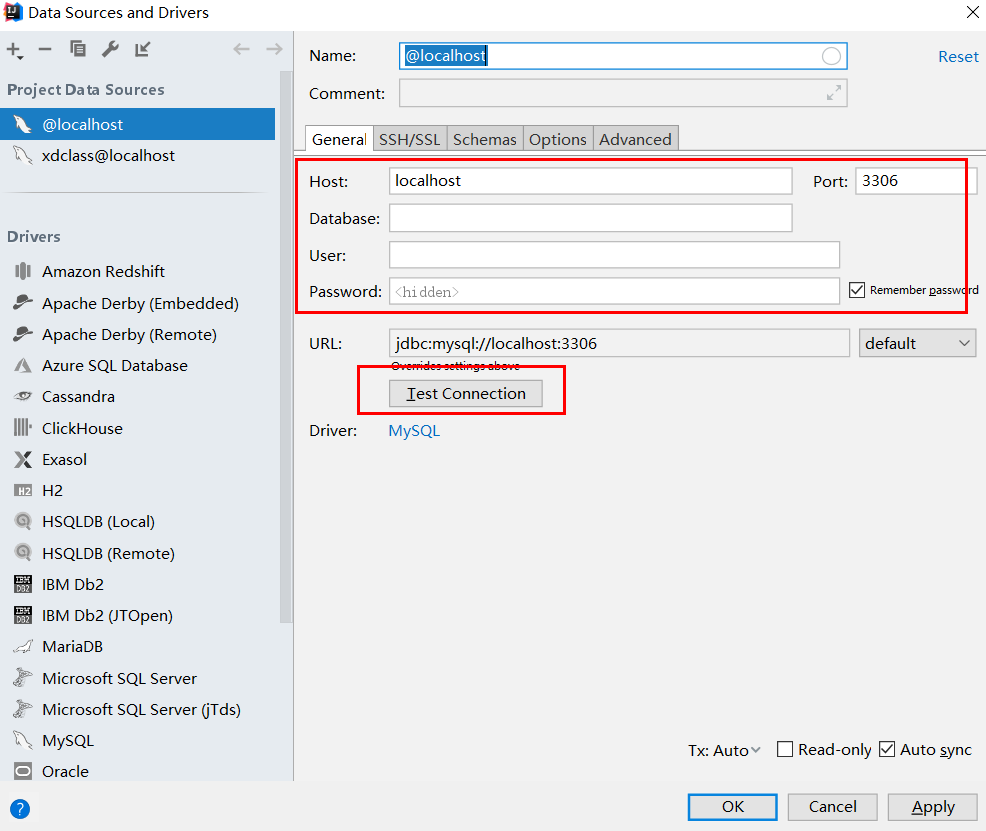 Data Sources and Drivers
Project Data Sources
@localhost
xdclass@localhost
Drivers
Amazon Redshift
Apache Derby (Embedded)
Apache Derby (Remote)
Azure SQL Database
Cassandra
ClickHouse
Exasol
H2
HSQLDB (Local)
HSQLDB (Remote)
IBM Db2
IBM Db2 (JTOpen)
MariaDB
Microsoft SQL Server
Microsoft SQL Server (jTds)
MySQL
Oracle
Name: @localhost Reset
Comment:
General SSH/SSL Schemas Options Advanced
Host: localhost Port: 3306
Database:
User:
Password: <hidden> Remember password
URL: jdbc:mysql://localhost:3306 default
Overrides settings above
Test Connection
Driver: MySQL
Tx: Auto Read-only Auto sync
? OK Cancel Apply